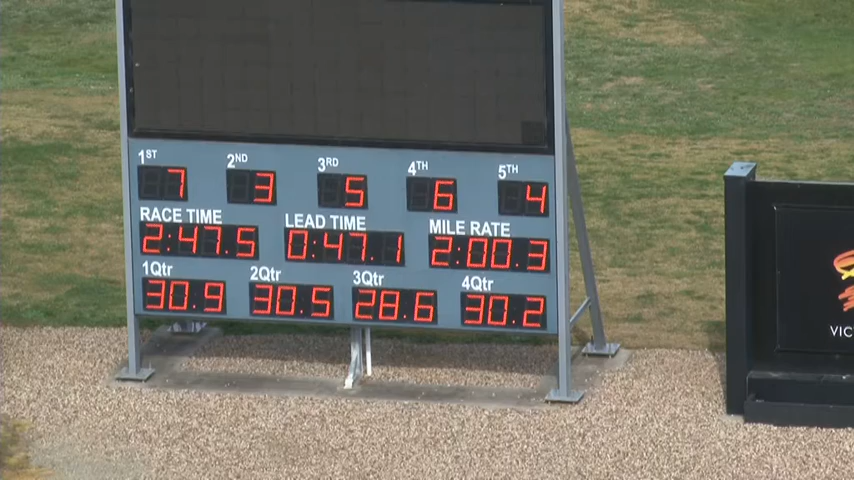 1ST 2ND 3RD 4TH 5TH
7 3 5 6 4
RACE TIME LEAD TIME MILE RATE
2:47.5 0:47.1 2:00.3
1Qtr 2Qtr 3Qtr 4Qtr
30.9 30.5 28.6 30.2
VIC